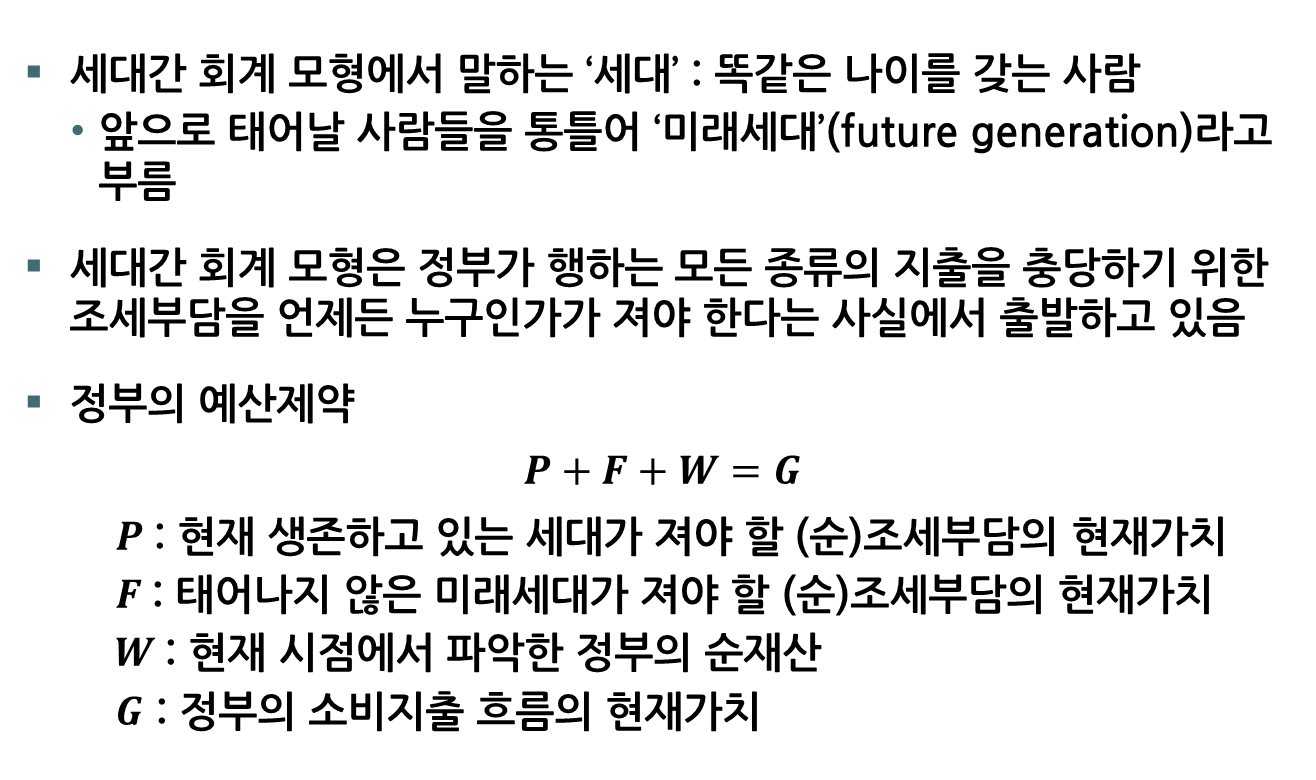 ▪ 세대간 회계 모형에서 말하는 ‘세대’ : 똑같은 나이를 갖는 사람
• 앞으로 태어날 사람들을 통틀어 ‘미래세대’(future generation)라고
부름
▪ 세대간 회계 모형은 정부가 행하는 모든 종류의 지출을 충당하기 위한
조세부담을 언제든 누구인가가 져야 한다는 사실에서 출발하고 있음
▪ 정부의 예산제약
P + F + W = G
P : 현재 생존하고 있는 세대가 져야 할 (순)조세부담의 현재가치
F : 태어나지 않은 미래세대가 져야 할 (순)조세부담의 현재가치
W : 현재 시점에서 파악한 정부의 순재산
G : 정부의 소비지출 흐름의 현재가치